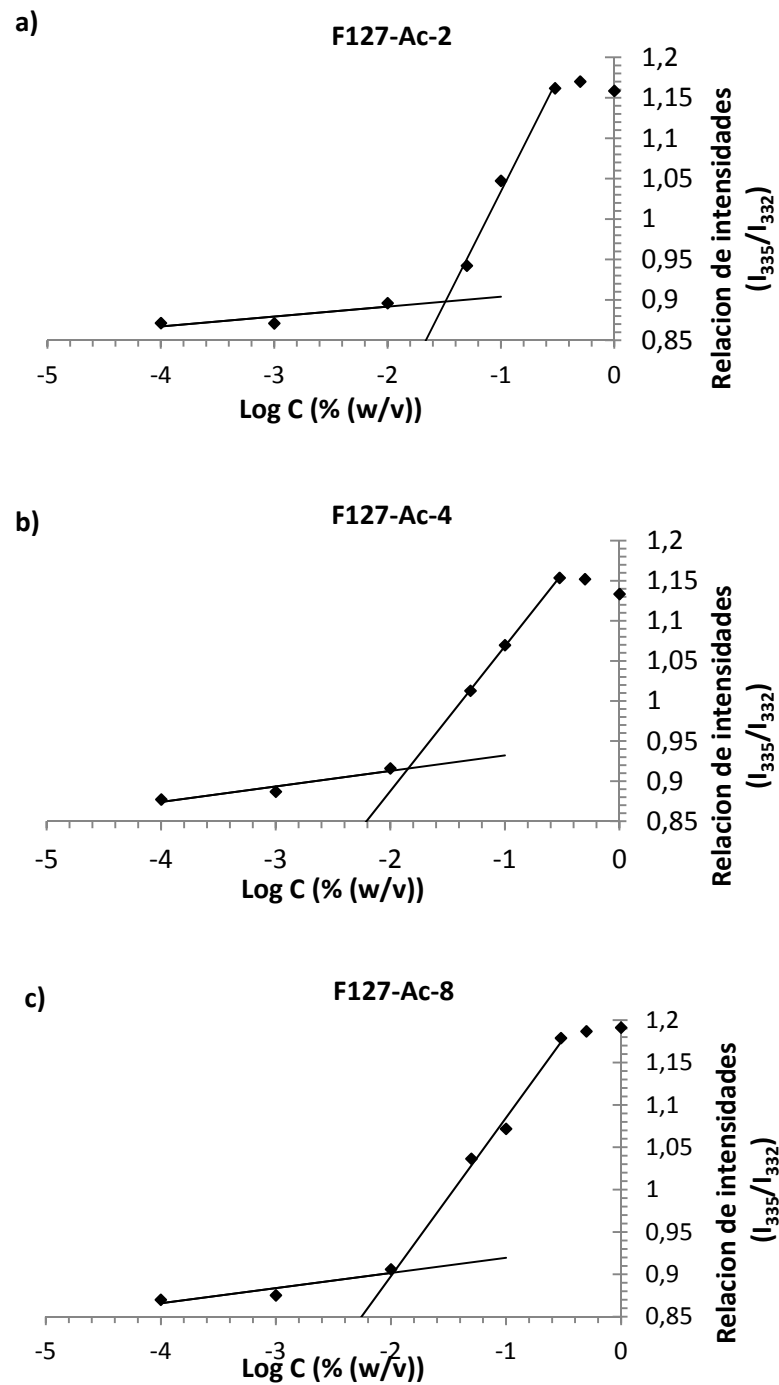 a)
F127-Ac-2
1,2
1,15
1,1
1,05
1
0,95
0,9
0,85
Relacion de intensidades
(I₃₃₅/I₃₃₂)
-5 -4 -3 -2 -1 0
Log C (% (w/v))
b)
F127-Ac-4
1,2
1,15
1,1
1,05
1
0,95
0,9
0,85
Relacion de intensidades
(I₃₃₅/I₃₃₂)
-5 -4 -3 -2 -1 0
Log C (% (w/v))
c)
F127-Ac-8
1,2
1,15
1,1
1,05
1
0,95
0,9
0,85
Relacion de intensidades
(I₃₃₅/I₃₃₂)
-5 -4 -3 -2 -1 0
Log C (% (w/v))